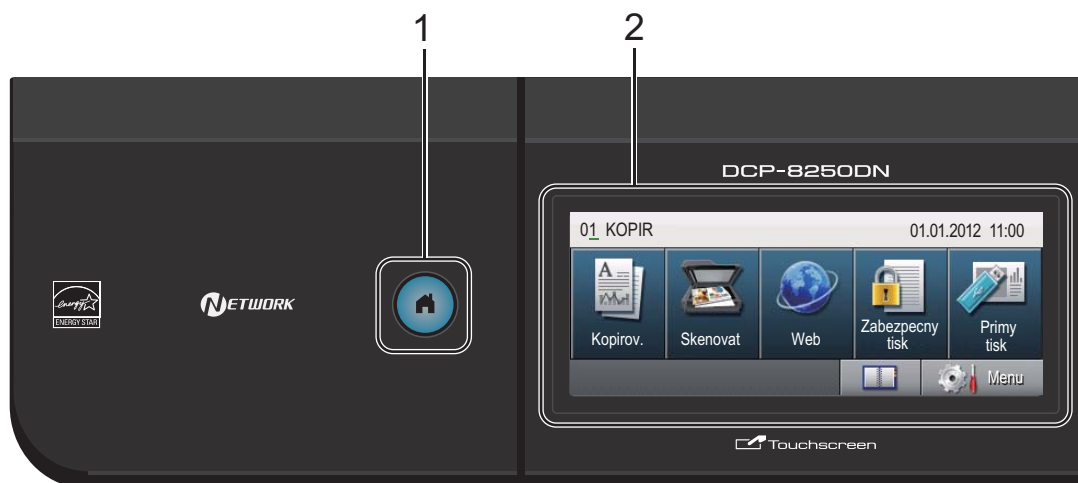 1 2
DCP-8250DN
01 KOPIR 01.01.2012 11:00
Kopirov. Skenovat Web Zabezpecny tisk Primy tisk
Menu
energy
ENERGY STAR
NETWORK
Touchscreen